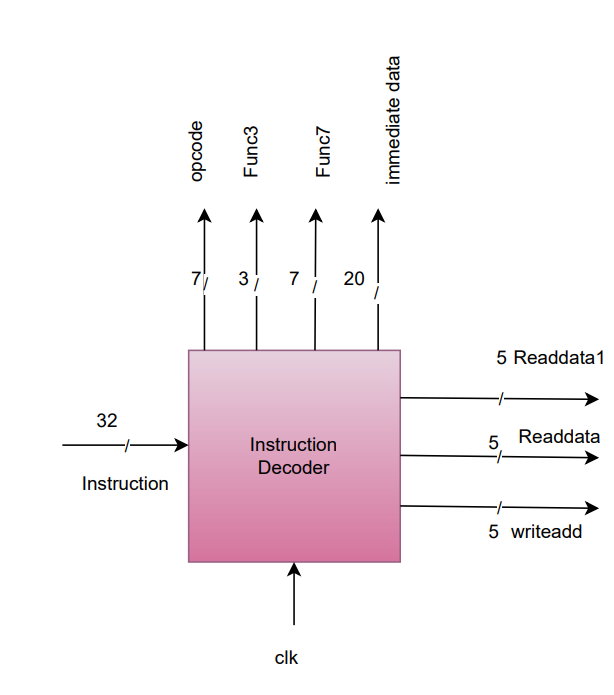 opcode
Func3
Func7
immediate data
7
3
7
20
5 Readdata1
32
Instruction
Instruction
Decoder
5 Readdata
5 writeadd
clk